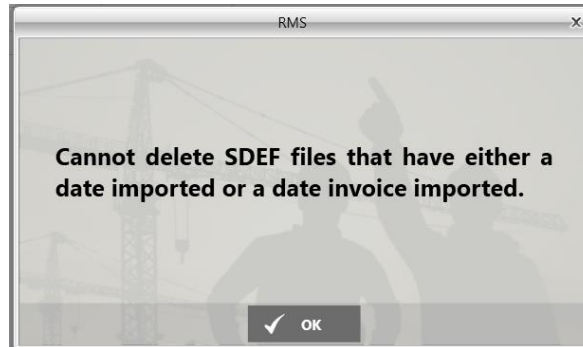 RMS
Cannot delete SDEF files that have either a
date imported or a date invoice imported.
OK